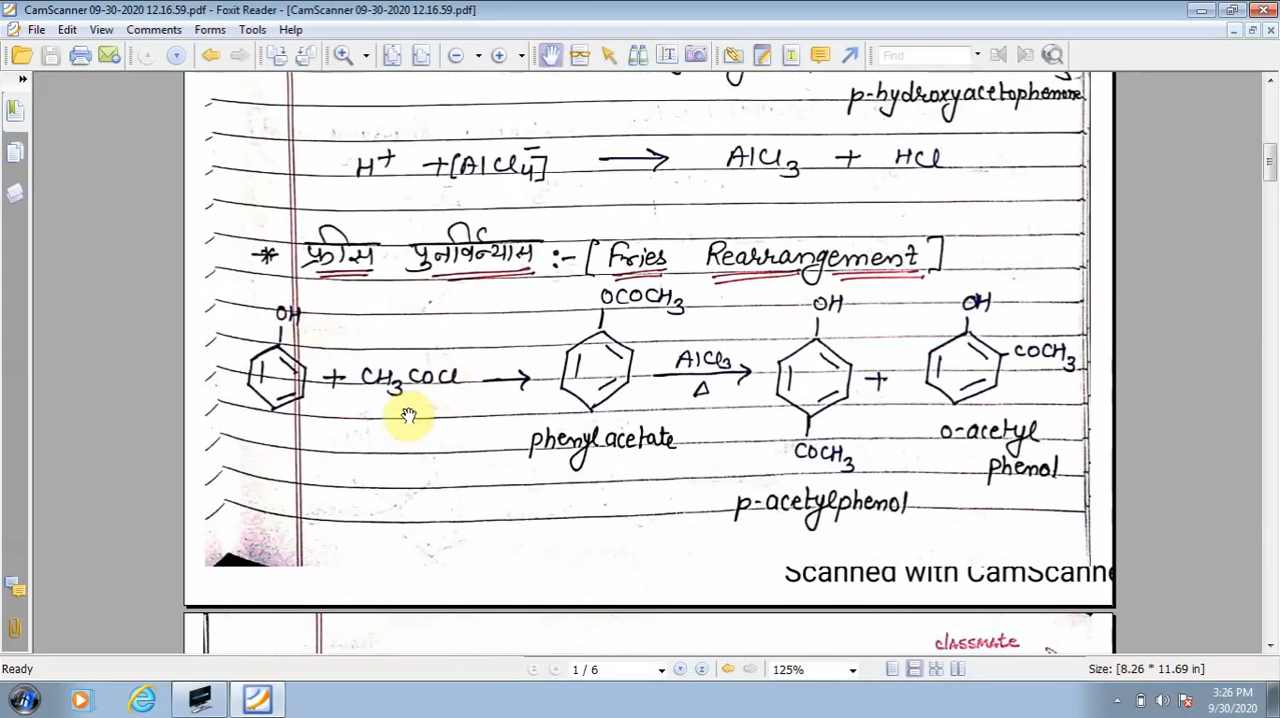 CamScanner 09-30-2020 12.16.59.pdf - Foxit Reader - [CamScanner 09-30-2020 12.16.59.pdf]
File Edit View Comments Forms Tools Help
Find
p-hydroxyacetophenone
H+ + [AlCl4]- ⟶ AlCl3 + HCl
* फ्रीस पुनर्विन्यास :- [Fries Rearrangement]
OH + CH3COCl ⟶ OCOCH3 AlCl3 Δ ⟶ OH COCH3 + OH COCH3
phenyl acetate
o-acetyl
phenol
p-acetylphenol
Scanned with CamScanne
classmate
Ready 1 / 6 125% Size: [8.26 * 11.69 in]
3:26 PM
9/30/2020